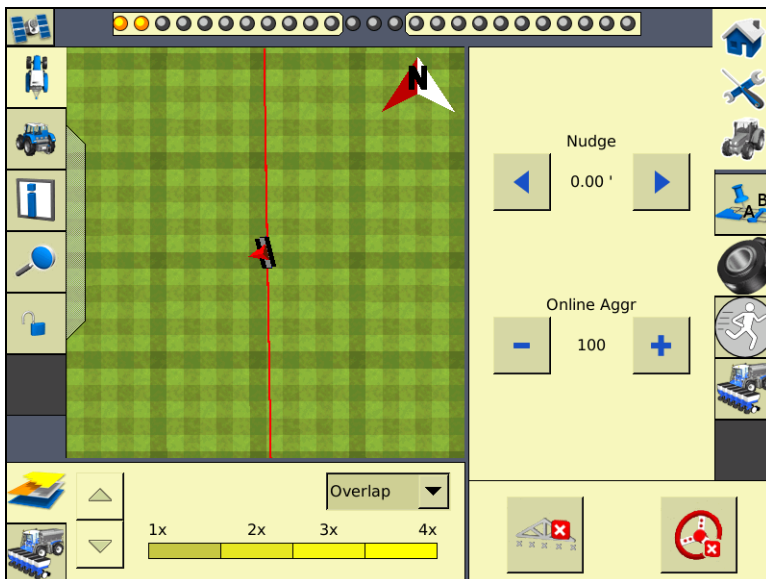 N
Nudge
0.00 '
A B
Online Aggr
100
Overlap
1x 2x 3x 4x